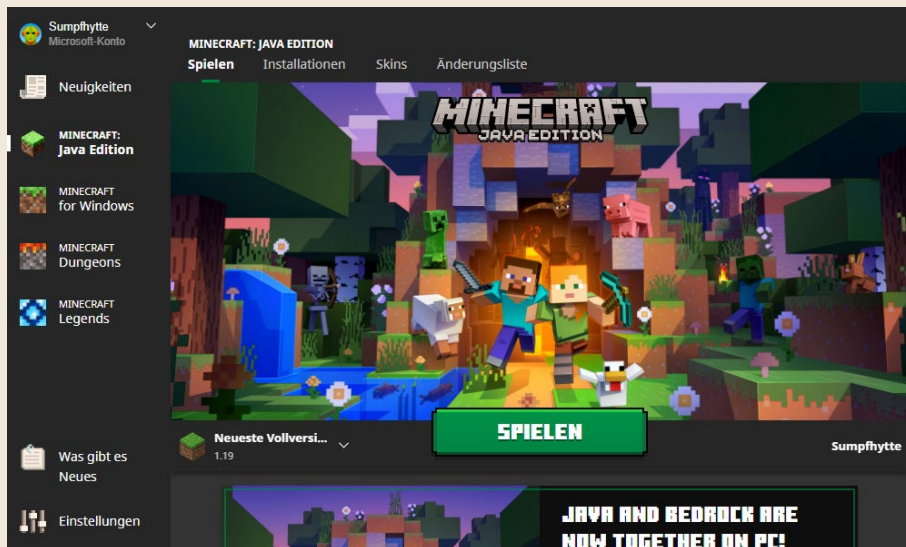 Sumpfhytte
Microsoft-Konto
Neuigkeiten
MINECRAFT:
Java Edition
MINECRAFT
for Windows
MINECRAFT
Dungeons
MINECRAFT
Legends
Was gibt es
Neues
Einstellungen
MINECRAFT: JAVA EDITION
Spielen Installationen Skins Änderungsliste
MINECRAFT
JAVA EDITION
Neueste Vollversi...
1.19
SPIELEN
Sumpfhytte
JAVA AND BEDROCK ARE
NOW TOGETHER ON PC!